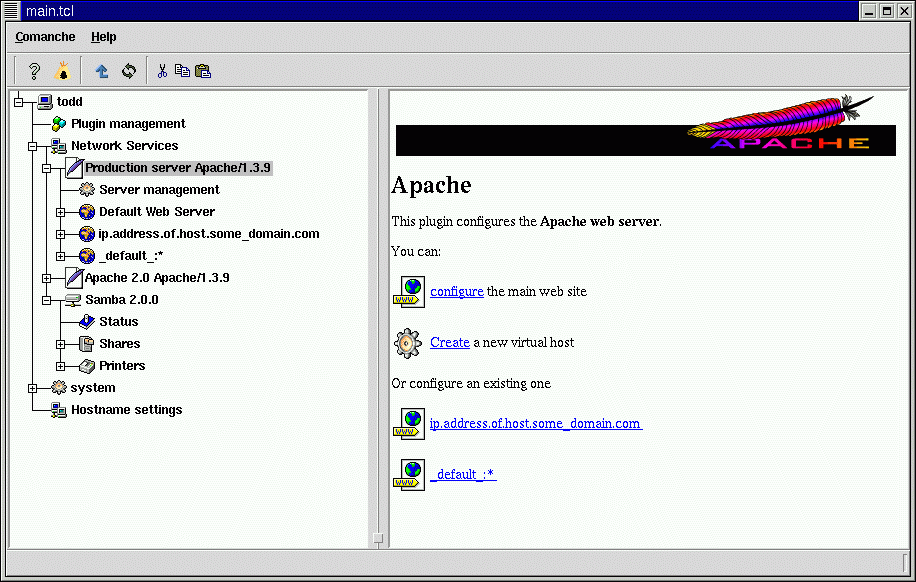 main.tcl
Comanche Help
todd
Plugin management
Network Services
Production server Apache/1.3.9
Server management
Default Web Server
ip.address.of.host.some_domain.com
_default_:*
Apache 2.0 Apache/1.3.9
Samba 2.0.0
Status
Shares
Printers
system
Hostname settings
APACHE
Apache
This plugin configures the Apache web server.
You can:
WWW
configure the main web site
Create a new virtual host
Or configure an existing one
WWW
ip.address.of.host.some_domain.com
WWW
_default_:*